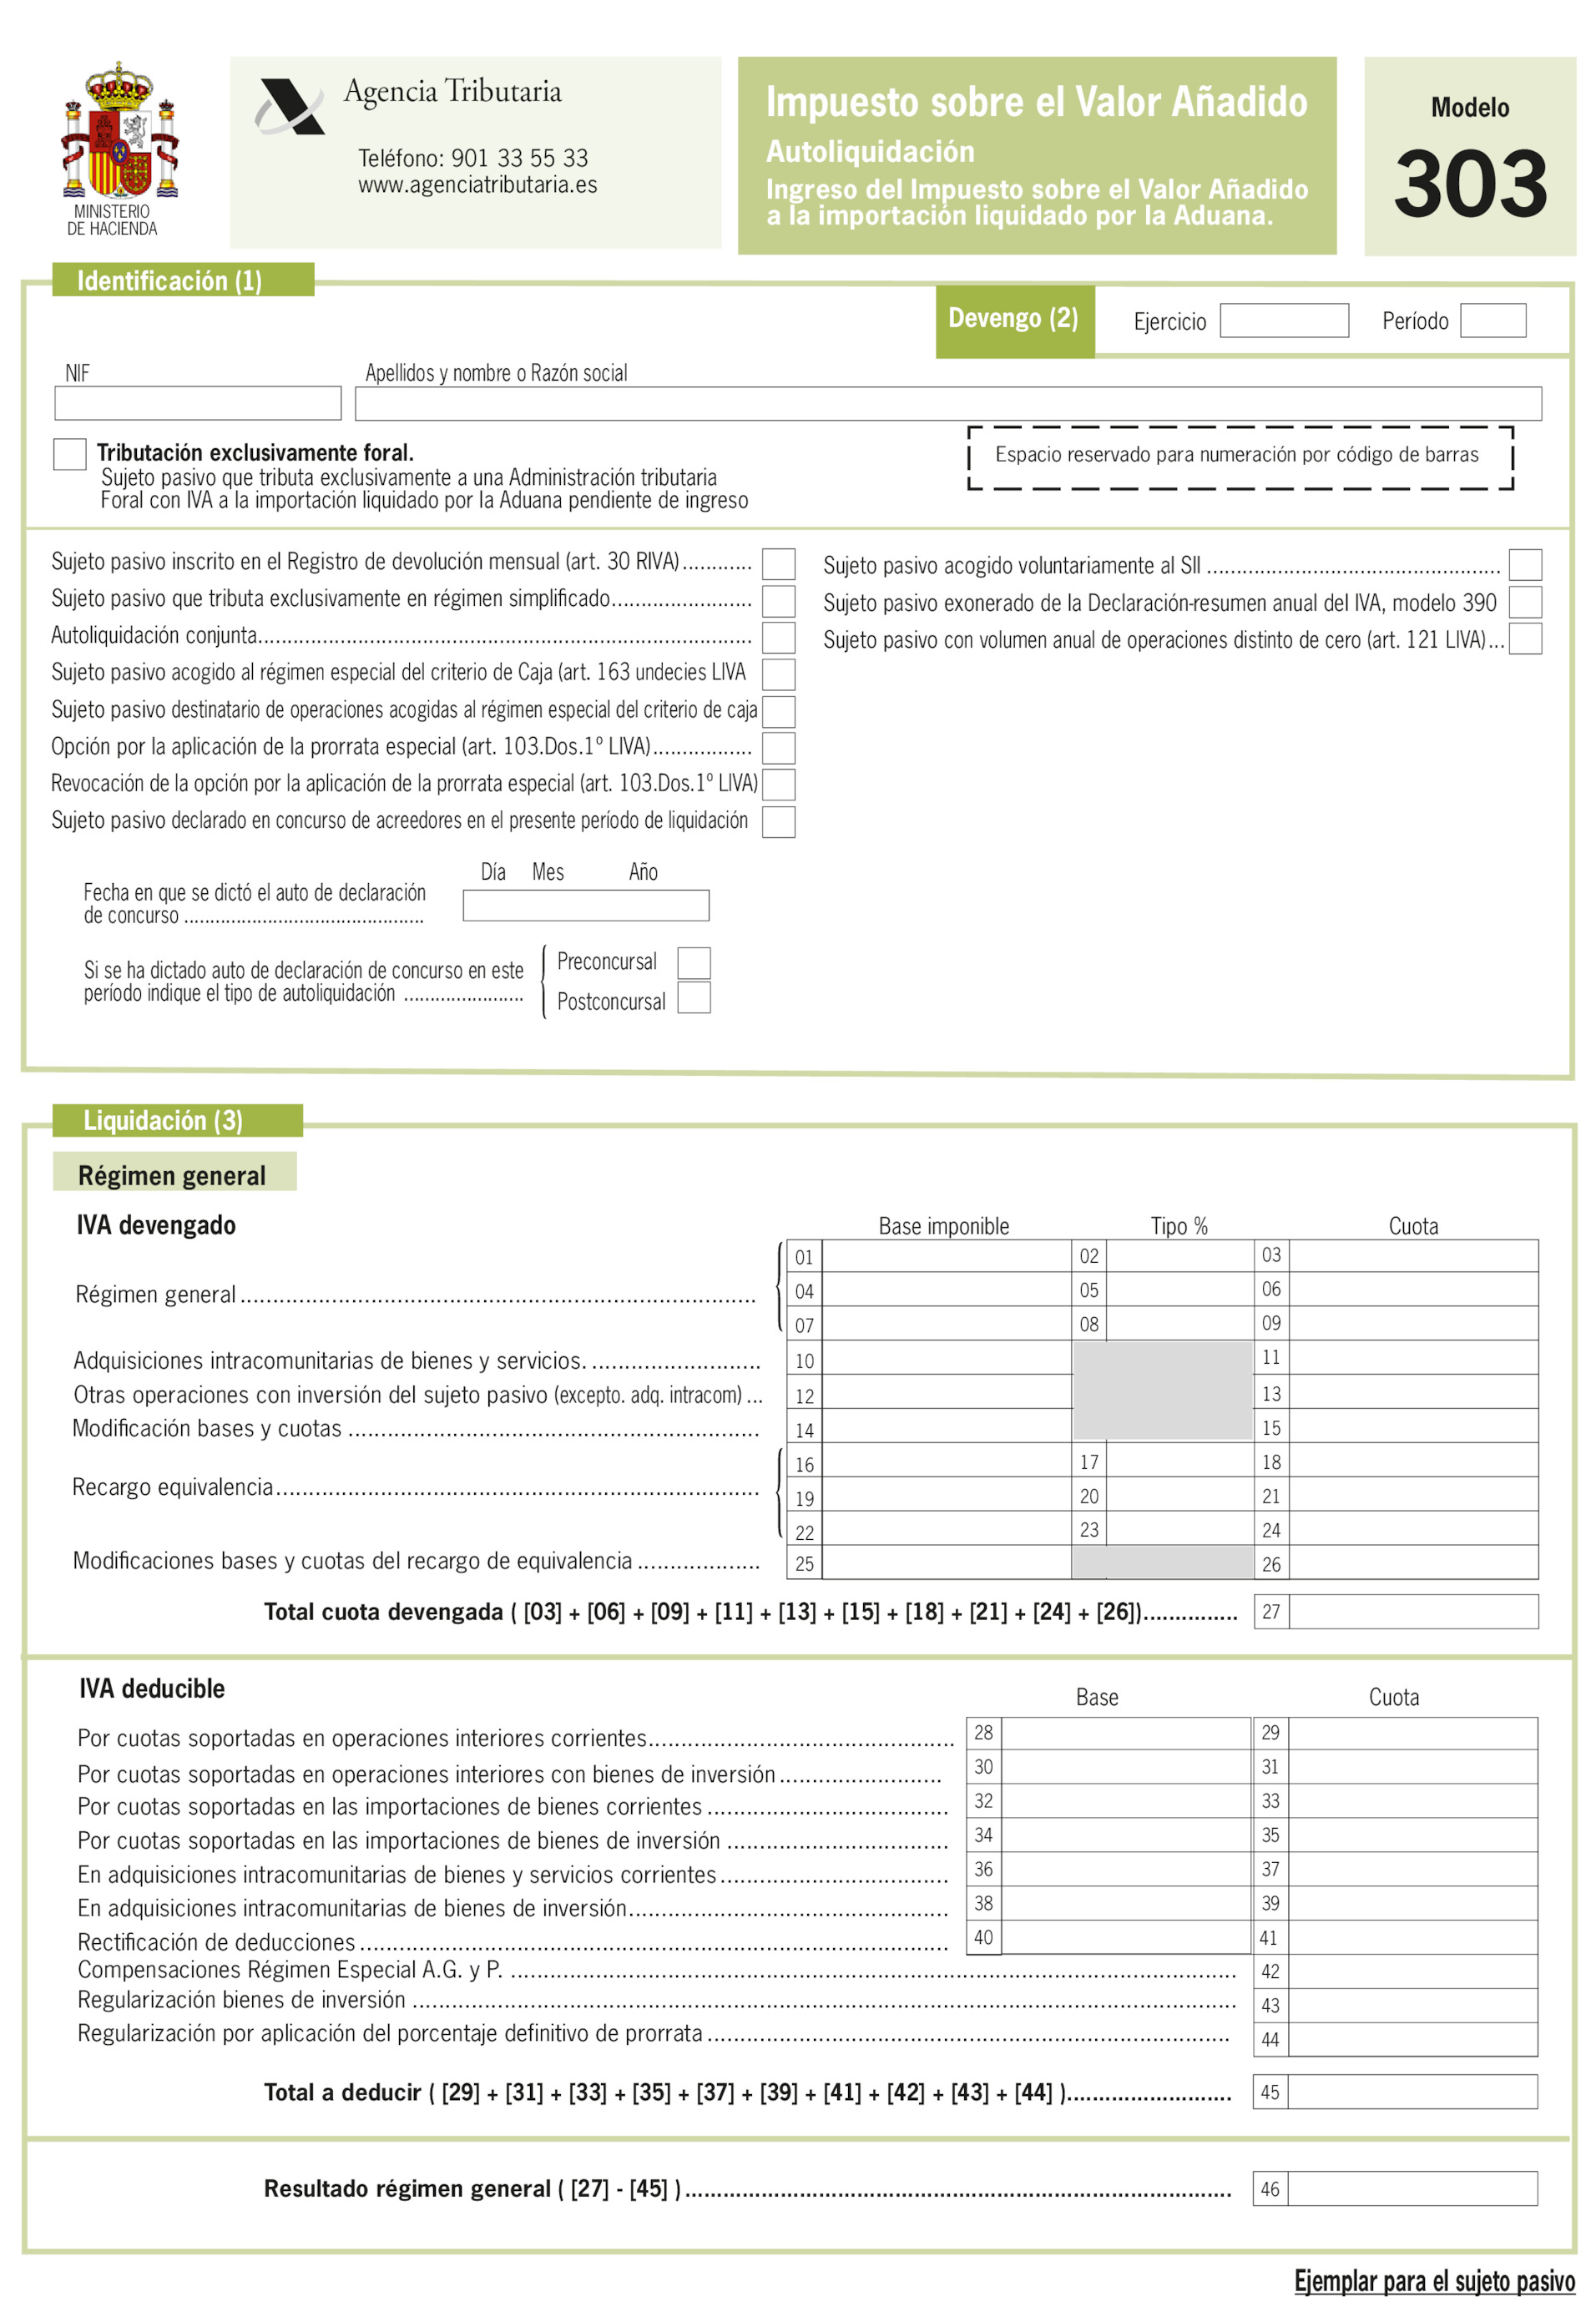 MINISTERIO
DE HACIENDA
Agencia Tributaria
Teléfono: 901 33 55 33
www.agenciatributaria.es
Impuesto sobre el Valor Añadido
Autoliquidación
Ingreso del Impuesto sobre el Valor Añadido
a la importación liquidado por la Aduana.
Modelo
303
Identificación (1)
Devengo (2)
Ejercicio
Período
NIF
Apellidos y nombre o Razón social
Tributación exclusivamente foral.
Sujeto pasivo que tributa exclusivamente a una Administración tributaria
Foral con IVA a la importación liquidado por la Aduana pendiente de ingreso
Espacio reservado para numeración por código de barras
Sujeto pasivo inscrito en el Registro de devolución mensual (art. 30 RIVA)............
Sujeto pasivo que tributa exclusivamente en régimen simplificado........................
Autoliquidación conjunta....................................................................................
Sujeto pasivo acogido al régimen especial del criterio de Caja (art. 163 undecies LIVA
Sujeto pasivo destinatario de operaciones acogidas al régimen especial del criterio de caja
Opción por la aplicación de la prorrata especial (art. 103.Dos.1º LIVA).................
Revocación de la opción por la aplicación de la prorrata especial (art. 103.Dos.1º LIVA)
Sujeto pasivo declarado en concurso de acreedores en el presente período de liquidación
Sujeto pasivo acogido voluntariamente al SII ..................................................
Sujeto pasivo exonerado de la Declaración-resumen anual del IVA, modelo 390
Sujeto pasivo con volumen anual de operaciones distinto de cero (art. 121 LIVA)...
Día Mes Año
Fecha en que se dictó el auto de declaración
de concurso ..............................................
Si se ha dictado auto de declaración de concurso en este
período indique el tipo de autoliquidación .......................
Preconcursal
Postconcursal
Liquidación (3)
Régimen general
IVA devengado
Base imponible Tipo % Cuota
Régimen general...............................................................................
01 02 03
04 05 06
07 08 09
Adquisiciones intracomunitarias de bienes y servicios. ..........................
10 11
Otras operaciones con inversión del sujeto pasivo (excepto. adq. intracom) ...
12 13
Modificación bases y cuotas ...............................................................
14 15
Recargo equivalencia..........................................................................
16 17 18
19 20 21
22 23 24
Modificaciones bases y cuotas del recargo de equivalencia ...................
25 26
Total cuota devengada ( [03] + [06] + [09] + [11] + [13] + [15] + [18] + [21] + [24] + [26])...............
27
IVA deducible
Base Cuota
Por cuotas soportadas en operaciones interiores corrientes...............................................
28 29
Por cuotas soportadas en operaciones interiores con bienes de inversión.........................
30 31
Por cuotas soportadas en las importaciones de bienes corrientes .....................................
32 33
Por cuotas soportadas en las importaciones de bienes de inversión ..................................
34 35
En adquisiciones intracomunitarias de bienes y servicios corrientes...................................
36 37
En adquisiciones intracomunitarias de bienes de inversión.................................................
38 39
Rectificación de deducciones..........................................................................................
40 41
Compensaciones Régimen Especial A.G. y P. ................................................................................................................
42
Regularización bienes de inversión ..............................................................................................................................
43
Regularización por aplicación del porcentaje definitivo de prorrata................................................................................
44
Total a deducir ( [29] + [31] + [33] + [35] + [37] + [39] + [41] + [42] + [43] + [44] )..........................
45
Resultado régimen general ( [27] - [45] ) .......................................................................................
46
Ejemplar para el sujeto pasivo